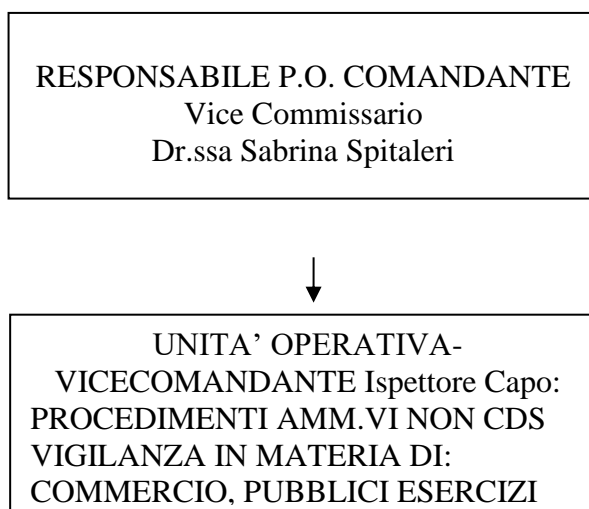 RESPONSABILE P.O. COMANDANTE
Vice Commissario
Dr.ssa Sabrina Spitaleri
UNITA’ OPERATIVA-
VICECOMANDANTE Ispettore Capo:
PROCEDIMENTI AMM.VI NON CDS
VIGILANZA IN MATERIA DI:
COMMERCIO, PUBBLICI ESERCIZI